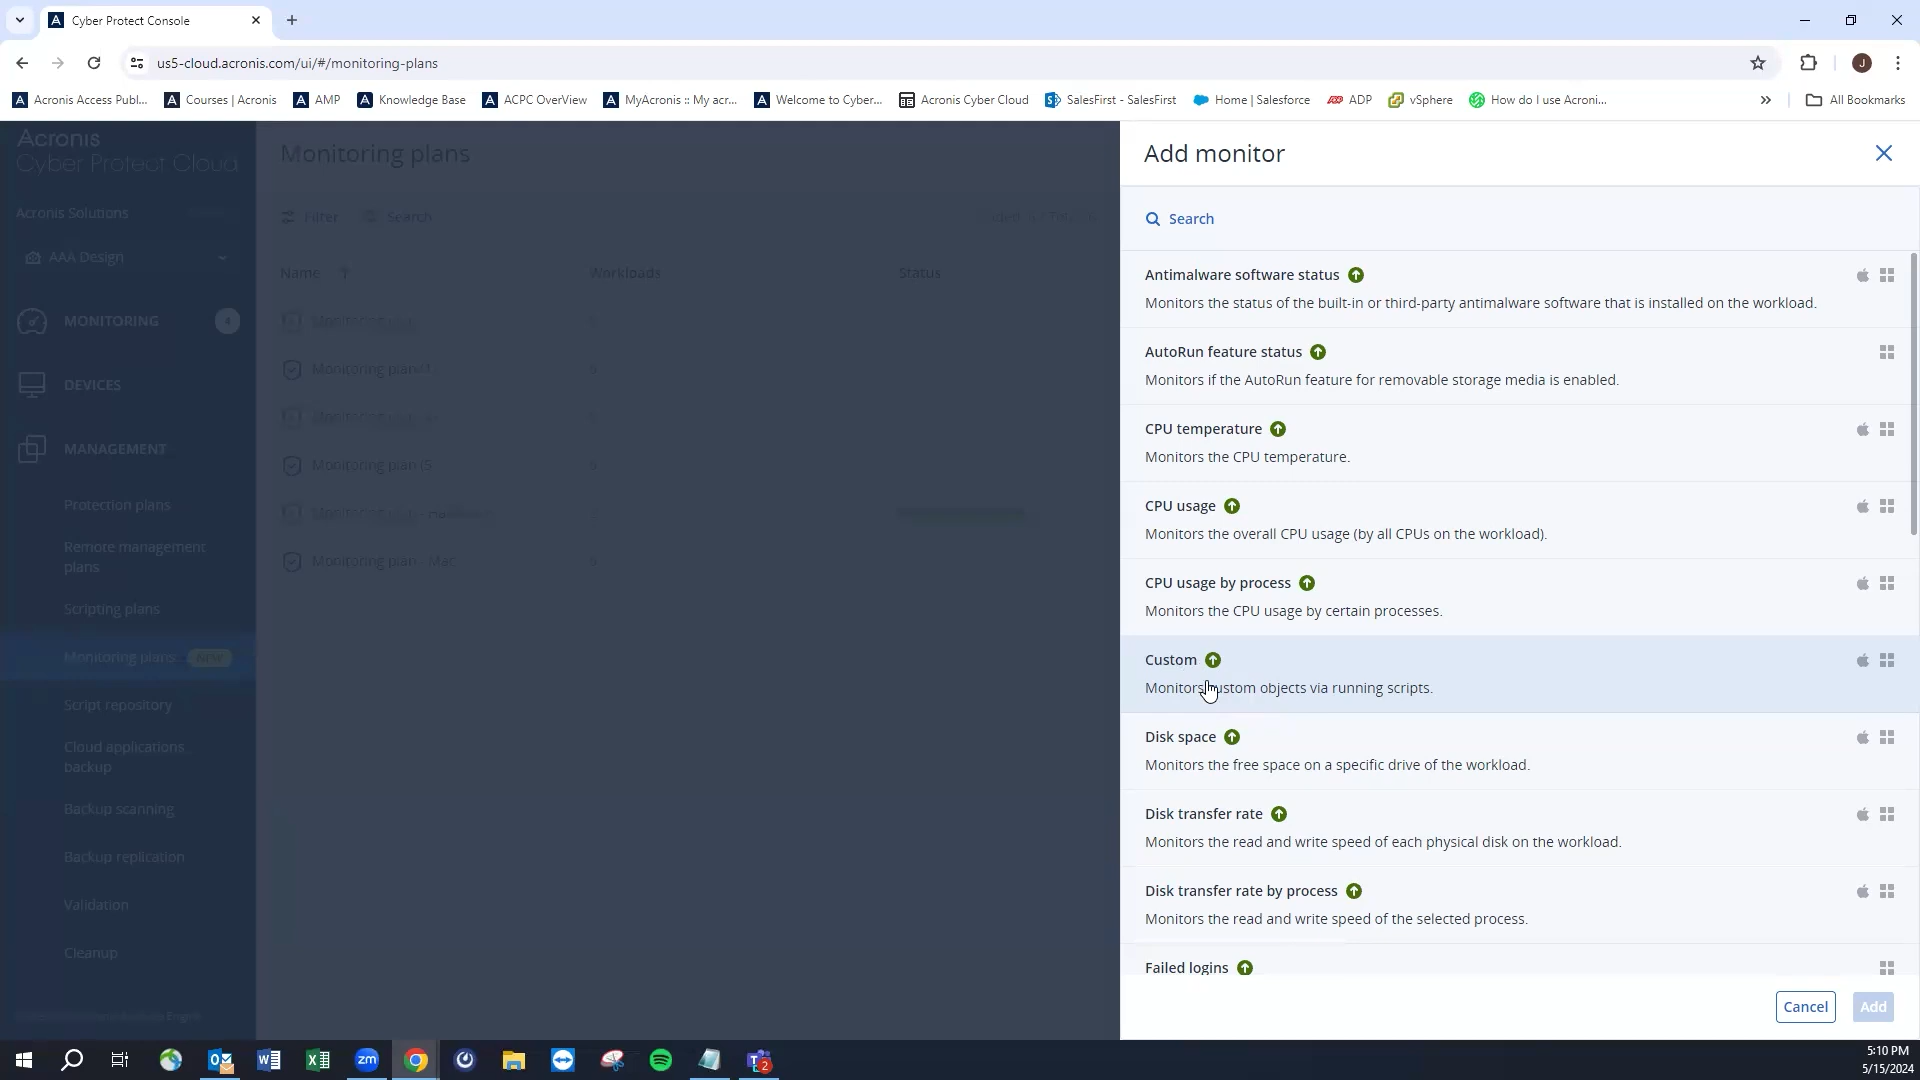 Cyber Protect Console
us5-cloud.acronis.com/ui/#/monitoring-plans
Acronis Access Publ...
Courses | Acronis
AMP
Knowledge Base
ACPC OverView
MyAcronis :: My acr...
Welcome to Cyber...
Acronis Cyber Cloud
SalesFirst - SalesFirst
Home | Salesforce
ADP
vSphere
How do I use Acroni...
All Bookmarks
Acronis
Cyber Protect Cloud
Acronis Solutions
AAA Design
MONITORING
DEVICES
MANAGEMENT
Protection plans
Remote management
plans
Scripting plans
Monitoring plans
NEW
Script repository
Cloud applications
backup
Backup scanning
Backup replication
Validation
Cleanup
Monitoring plans
Filter
Search
Name
Workloads
Status
Monitoring plan
Monitoring plan (1
Monitoring plan
Monitoring plan (5
Monitoring plan
Monitoring plan - Mac
Add monitor
Search
Antimalware software status
Monitors the status of the built-in or third-party antimalware software that is installed on the workload.
AutoRun feature status
Monitors if the AutoRun feature for removable storage media is enabled.
CPU temperature
Monitors the CPU temperature.
CPU usage
Monitors the overall CPU usage (by all CPUs on the workload).
CPU usage by process
Monitors the CPU usage by certain processes.
Custom
Monitors custom objects via running scripts.
Disk space
Monitors the free space on a specific drive of the workload.
Disk transfer rate
Monitors the read and write speed of each physical disk on the workload.
Disk transfer rate by process
Monitors the read and write speed of the selected process.
Failed logins
Cancel
Add
5:10 PM
5/15/2024